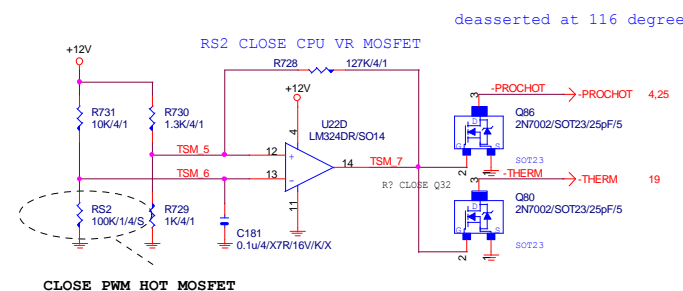 deasserted at 116 degree
RS2 CLOSE CPU VR MOSFET
+12V
R728
127K/4/1
+12V
-PROCHOT
-PROCHOT
4,25
3
R731
10K/4/1
R730
1.3K/4/1
U22D
LM324DR/SO14
4
Q86
2N7002/SOT23/25pF/5
D
G
S
TSM_5
12
+
14
TSM_7
SOT23
2
1
TSM_6
13
-
R? CLOSE Q32
-THERM
-THERM
19
3
RS2
100K/1/4/S
R729
1K/4/1
11
Q80
2N7002/SOT23/25pF/5
D
G
S
C181
0.1u/4/X7R/16V/K/X
SOT23
2
1
CLOSE PWM HOT MOSFET